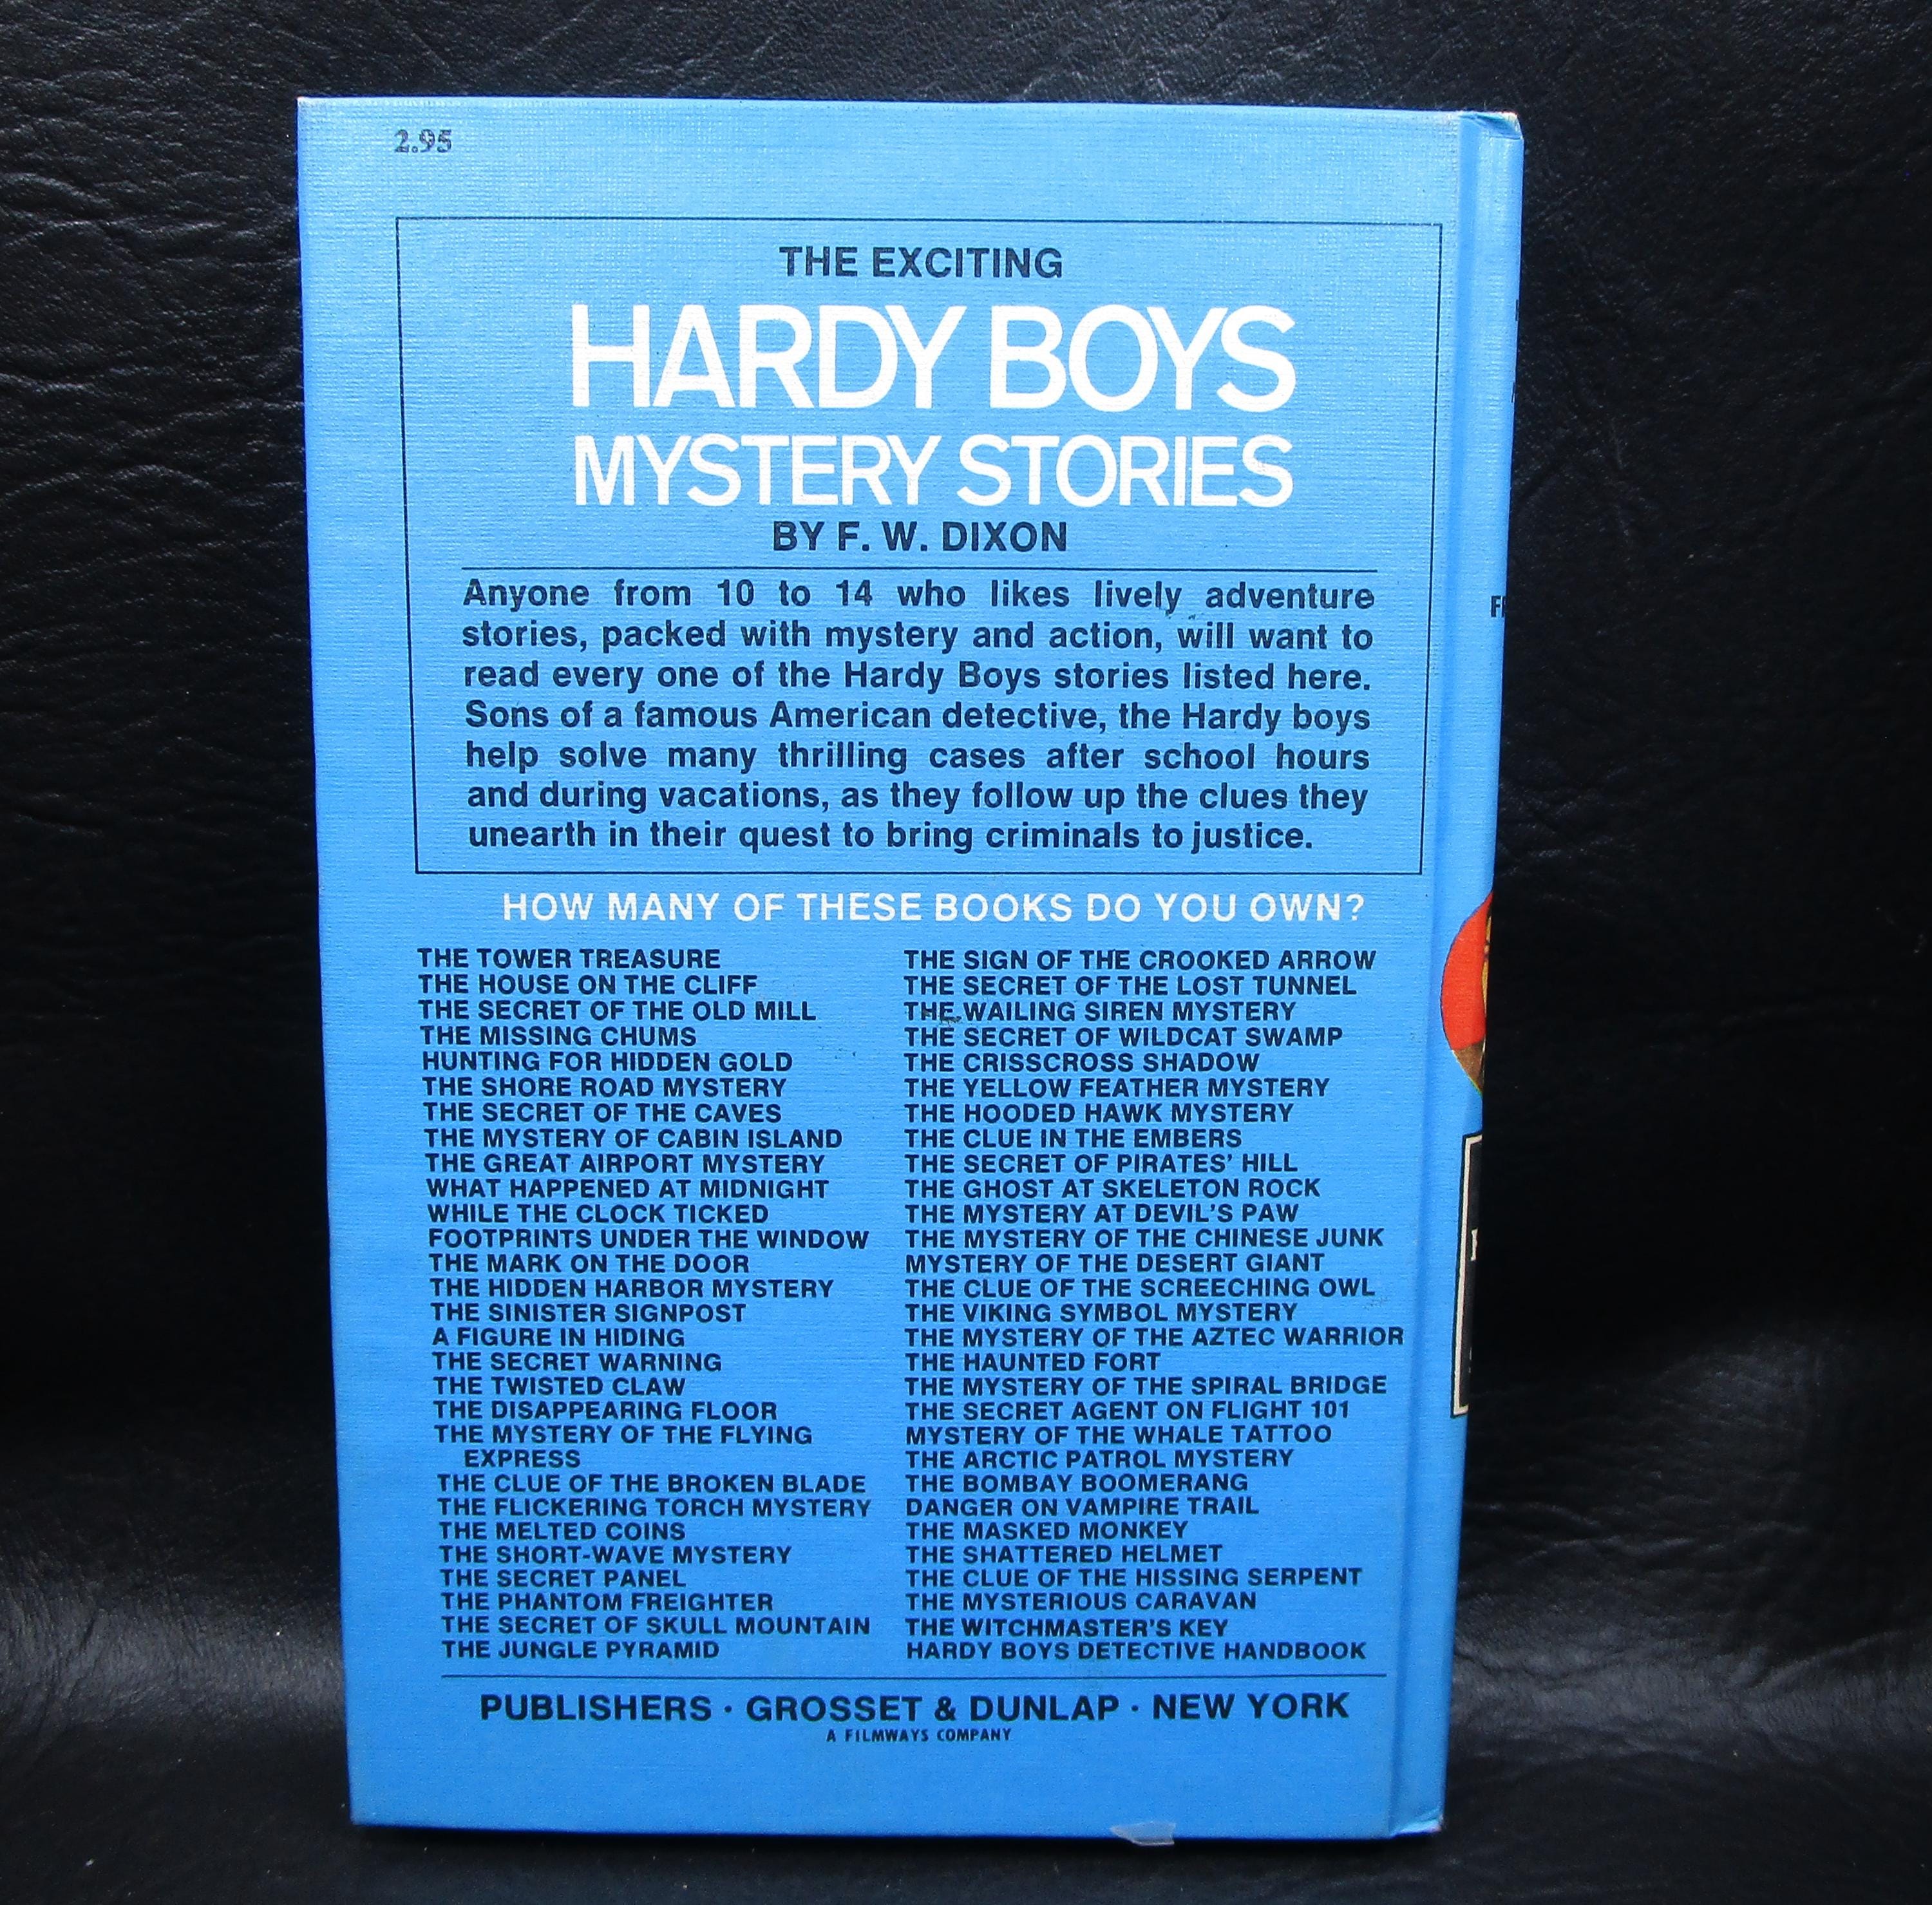 2.95
THE EXCITING
HARDY BOYS
MYSTERY STORIES
BY F. W. DIXON
Anyone from 10 to 14 who likes lively adventure
stories, packed with mystery and action, will want to
read every one of the Hardy Boys stories listed here.
Sons of a famous American detective, the Hardy boys
help solve many thrilling cases after school hours
and during vacations, as they follow up the clues they
unearth in their quest to bring criminals to justice.
HOW MANY OF THESE BOOKS DO YOU OWN?
THE TOWER TREASURE
THE HOUSE ON THE CLIFF
THE SECRET OF THE OLD MILL
THE MISSING CHUMS
HUNTING FOR HIDDEN GOLD
THE SHORE ROAD MYSTERY
THE SECRET OF THE CAVES
THE MYSTERY OF CABIN ISLAND
THE GREAT AIRPORT MYSTERY
WHAT HAPPENED AT MIDNIGHT
WHILE THE CLOCK TICKED
FOOTPRINTS UNDER THE WINDOW
THE MARK ON THE DOOR
THE HIDDEN HARBOR MYSTERY
THE SINISTER SIGNPOST
A FIGURE IN HIDING
THE SECRET WARNING
THE TWISTED CLAW
THE DISAPPEARING FLOOR
THE MYSTERY OF THE FLYING
EXPRESS
THE CLUE OF THE BROKEN BLADE
THE FLICKERING TORCH MYSTERY
THE MELTED COINS
THE SHORT-WAVE MYSTERY
THE SECRET PANEL
THE PHANTOM FREIGHTER
THE SECRET OF SKULL MOUNTAIN
THE JUNGLE PYRAMID
THE SIGN OF THE CROOKED ARROW
THE SECRET OF THE LOST TUNNEL
THE WAILING SIREN MYSTERY
THE SECRET OF WILDCAT SWAMP
THE CRISSCROSS SHADOW
THE YELLOW FEATHER MYSTERY
THE HOODED HAWK MYSTERY
THE CLUE IN THE EMBERS
THE SECRET OF PIRATES' HILL
THE GHOST AT SKELETON ROCK
THE MYSTERY AT DEVIL'S PAW
THE MYSTERY OF THE CHINESE JUNK
MYSTERY OF THE DESERT GIANT
THE CLUE OF THE SCREECHING OWL
THE VIKING SYMBOL MYSTERY
THE MYSTERY OF THE AZTEC WARRIOR
THE HAUNTED FORT
THE MYSTERY OF THE SPIRAL BRIDGE
THE SECRET AGENT ON FLIGHT 101
MYSTERY OF THE WHALE TATTOO
THE ARCTIC PATROL MYSTERY
THE BOMBAY BOOMERANG
DANGER ON VAMPIRE TRAIL
THE MASKED MONKEY
THE SHATTERED HELMET
THE CLUE OF THE HISSING SERPENT
THE MYSTERIOUS CARAVAN
THE WITCHMASTER'S KEY
HARDY BOYS DETECTIVE HANDBOOK
PUBLISHERS · GROSSET & DUNLAP · NEW YORK
A FILMWAYS COMPANY